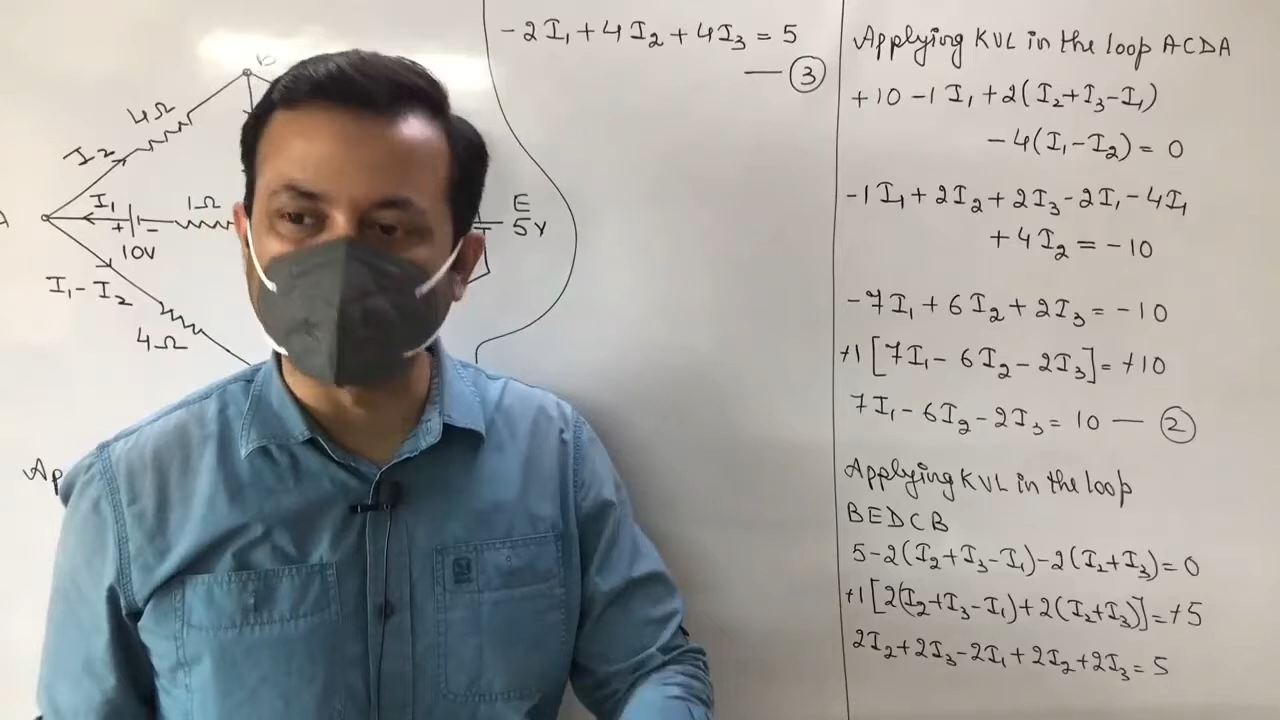 B
4Ω
I2
A
I1
1Ω
+ -
10V
I1 - I2
4Ω
E
5V
Ap
-2I1 + 4I2 + 4I3 = 5
— ③
Applying KVL in the loop ACDA
+10 -1I1 +2(I2+I3-I1)
-4(I1-I2) = 0
-1I1 + 2I2 + 2I3 - 2I1 - 4I1
+4I2 = -10
-7I1 + 6I2 + 2I3 = -10
+1[7I1 - 6I2 - 2I3] = +10
7I1 - 6I2 - 2I3 = 10 — ②
Applying KVL in the loop
BEDCB
5-2(I2+I3-I1)-2(I2+I3) = 0
+1[2(I2+I3-I1)+2(I2+I3)] = +5
2I2+2I3-2I1+2I2+2I3 = 5